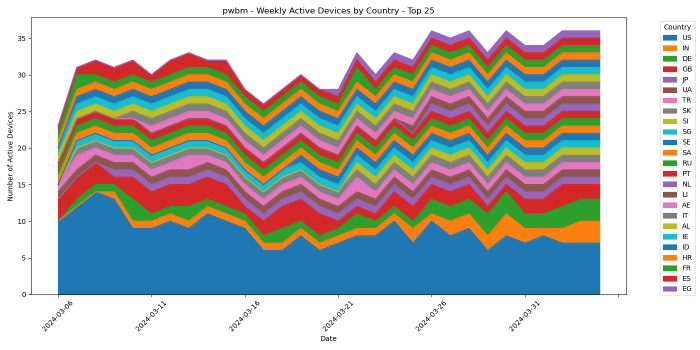 pwbm - Weekly Active Devices by Country - Top 25
Number of Active Devices
35
30
25
20
15
10
5
0
2024-03-06
2024-03-11
2024-03-16
2024-03-21
2024-03-26
2024-03-31
Date
Country
US
IN
DE
GB
JP
UA
TR
SK
SI
SG
SE
SA
RU
PT
NL
LI
AE
IT
AL
IE
ID
HR
FR
ES
EG